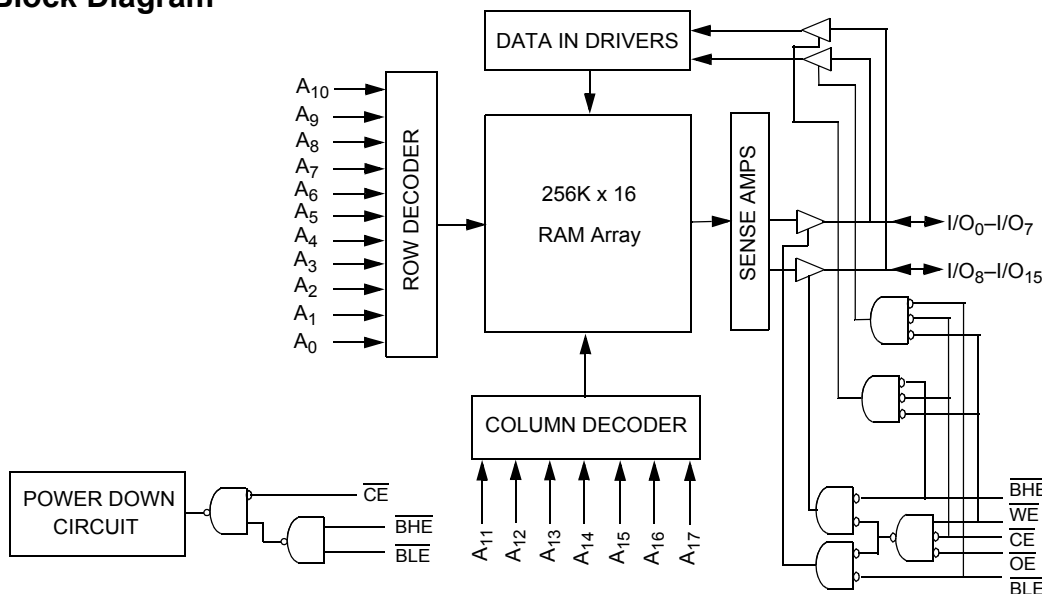 Block Diagram
DATA IN DRIVERS
A10
A9
A8
A7
A6
A5
A4
A3
A2
A1
A0
ROW DECODER
256K x 16
RAM Array
SENSE AMPS
I/O0–I/O7
I/O8–I/O15
COLUMN DECODER
A11
A12
A13
A14
A15
A16
A17
POWER DOWN
CIRCUIT
CE
BHE
BLE
BHE
WE
CE
OE
BLE